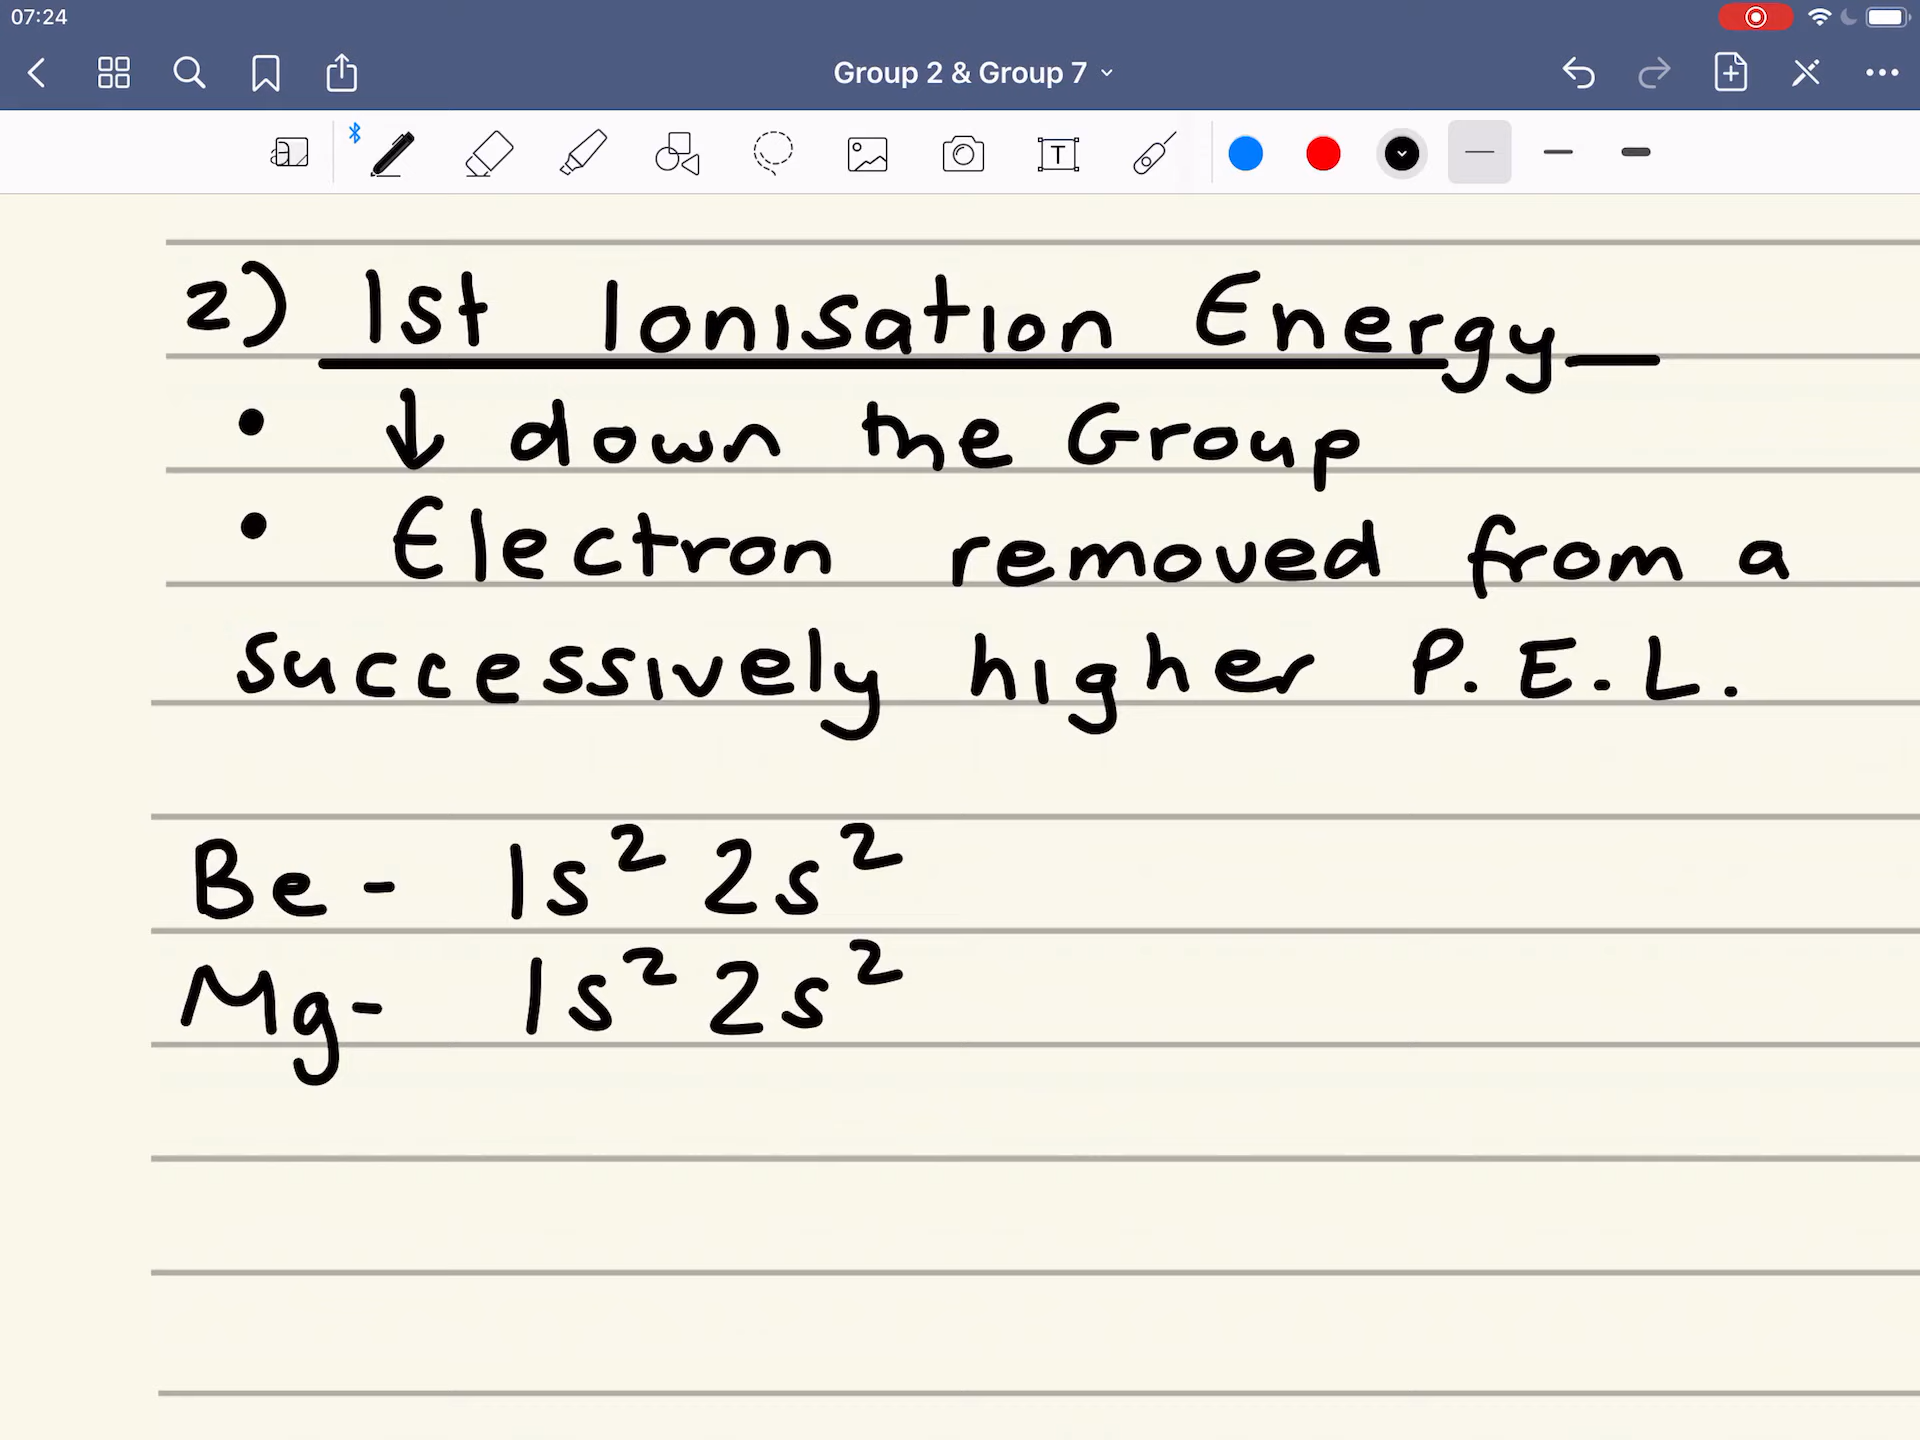 07:24
Group 2 & Group 7
2) 1st Ionisation Energy
• ↓ down the Group
• Electron removed from a
successively higher P.E.L.
Be - 1s² 2s²
Mg - 1s² 2s²